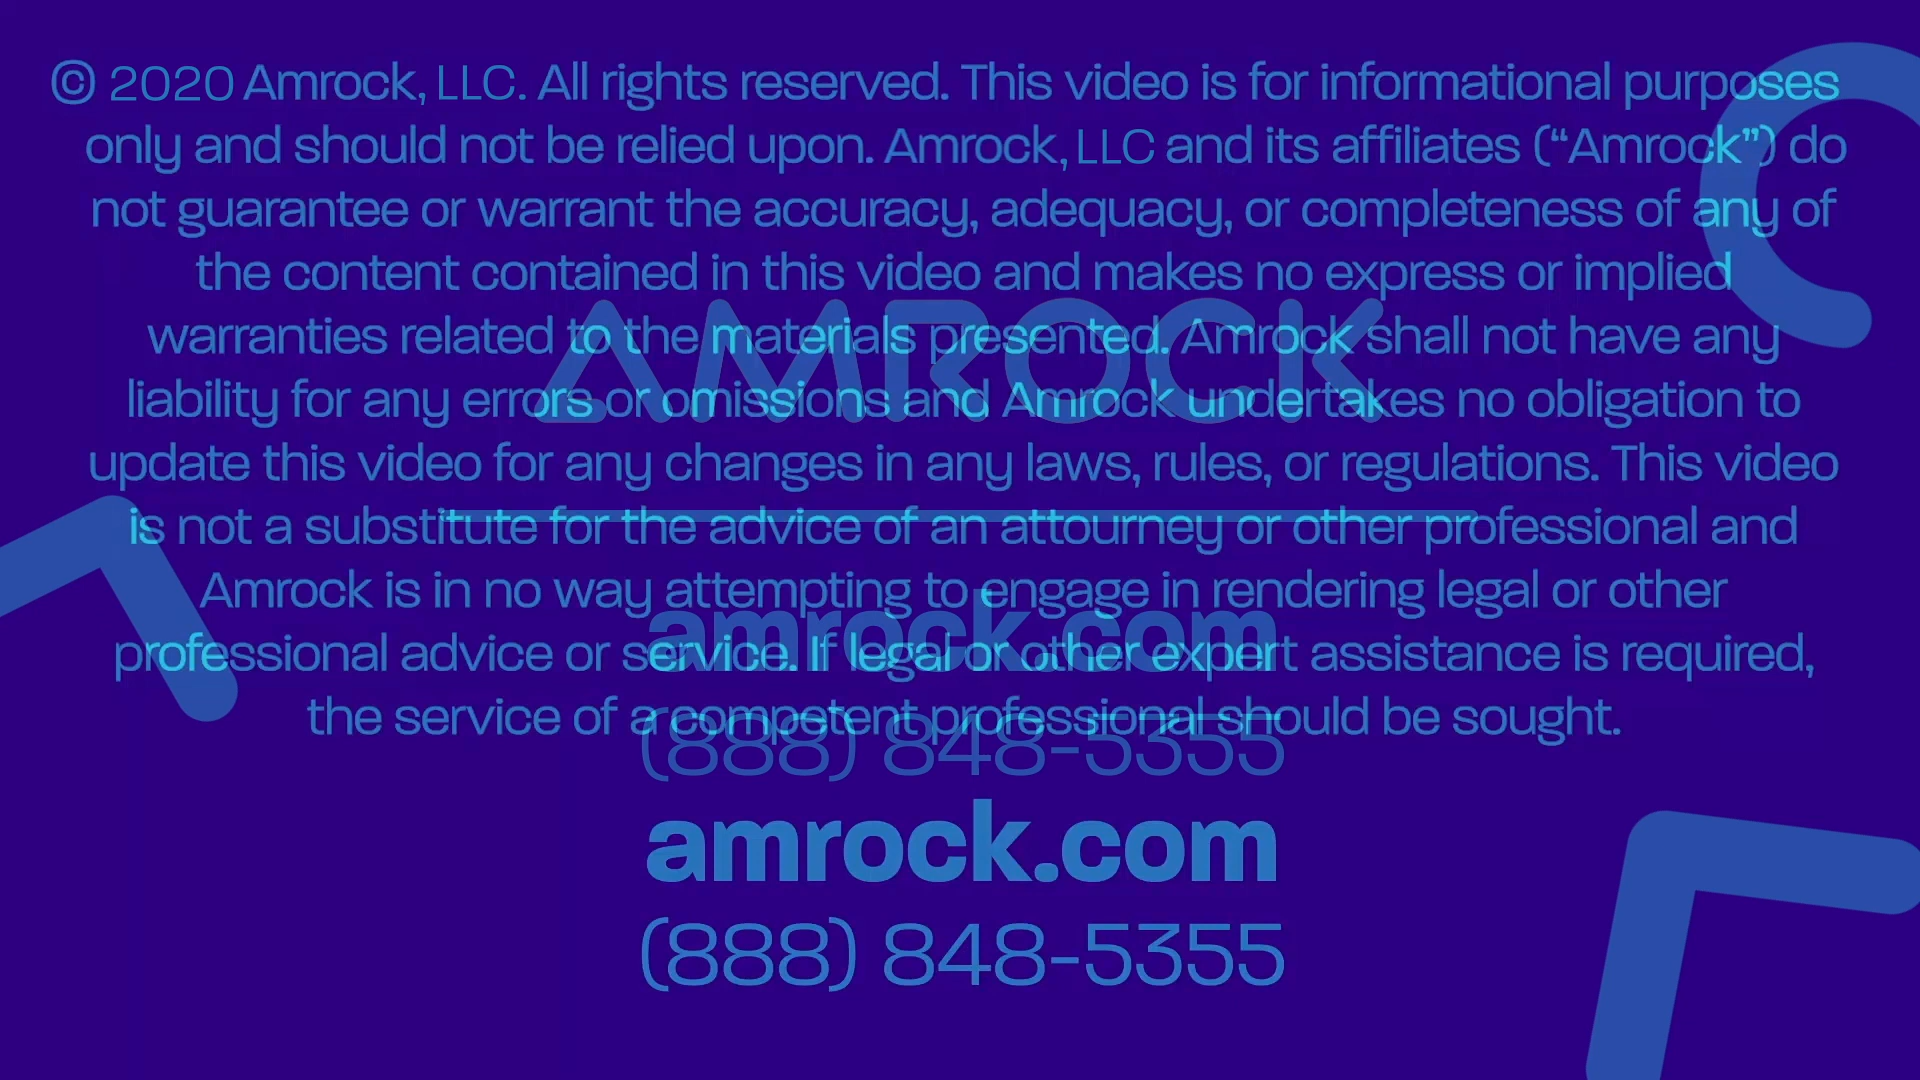 © 2020 Amrock, LLC. All rights reserved. This video is for informational purposes
only and should not be relied upon. Amrock, LLC and its affiliates (“Amrock”) do
not guarantee or warrant the accuracy, adequacy, or completeness of any of
the content contained in this video and makes no express or implied
warranties related to the materials presented. Amrock shall not have any
liability for any errors or omissions and Amrock undertakes no obligation to
update this video for any changes in any laws, rules, or regulations. This video
is not a substitute for the advice of an attourney or other professional and
Amrock is in no way attempting to engage in rendering legal or other
professional advice or service. If legal or other expert assistance is required,
the service of a competent professional should be sought.
AMROCK
amrock.com
(888) 848-5355
amrock.com
(888) 848-5355